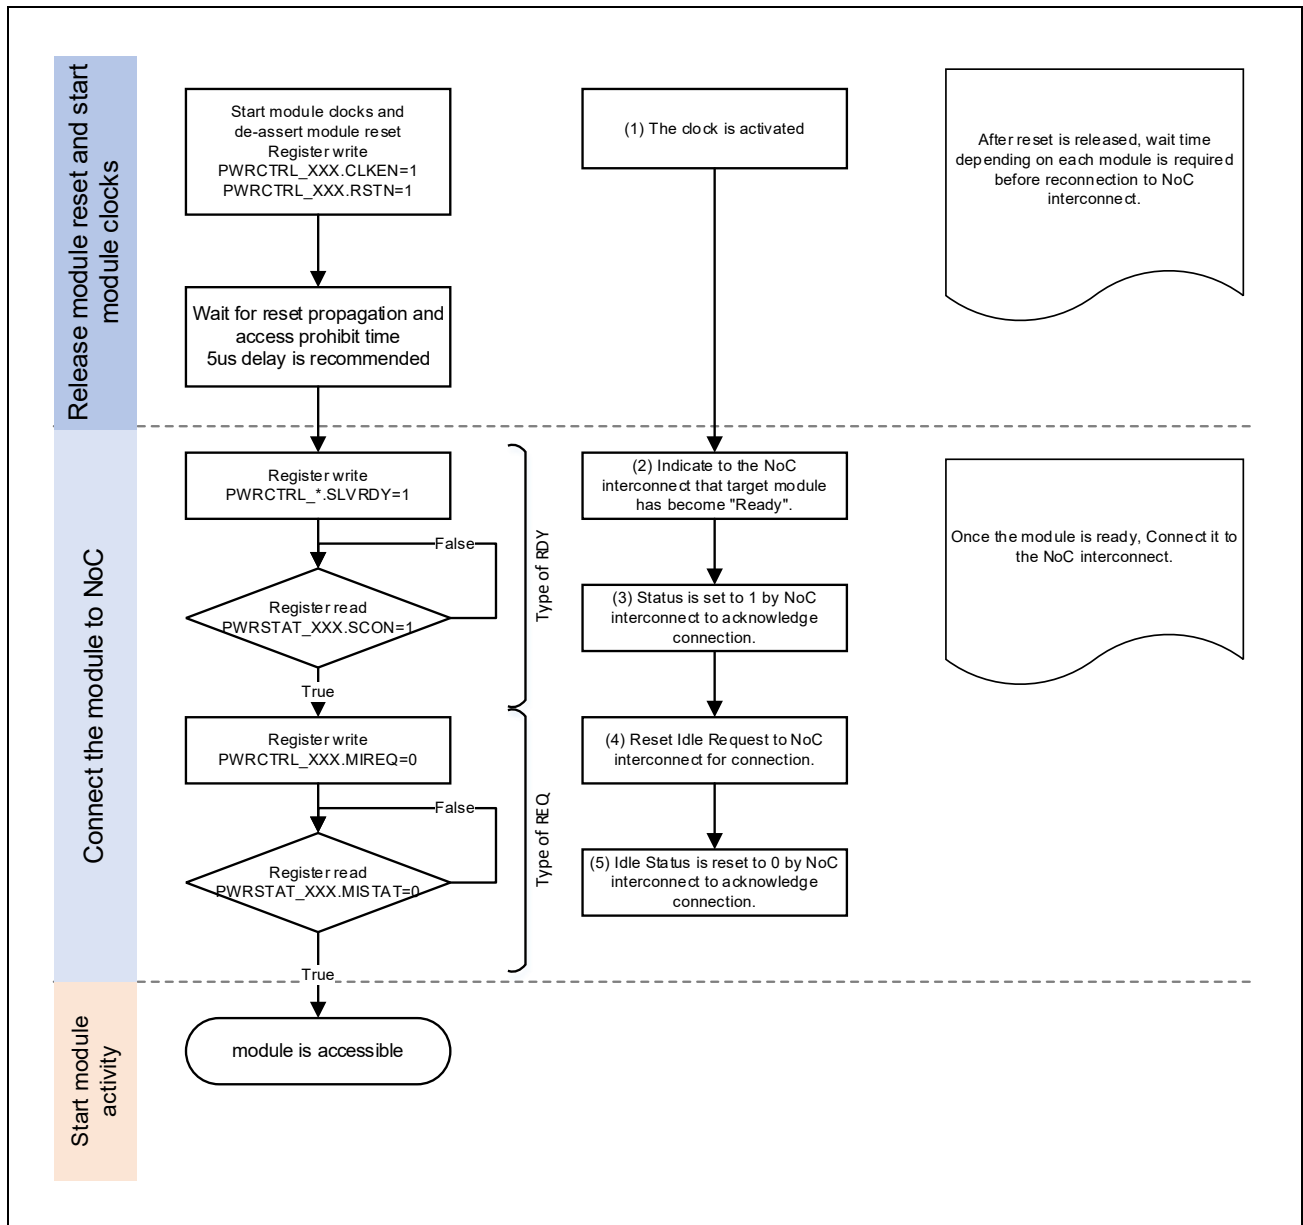 Release module reset and start
module clocks
Start module clocks and
de-assert module reset
Register write
PWRCTRL_XXX.CLKEN=1
PWRCTRL_XXX.RSTN=1
(1) The clock is activated
After reset is released, wait time
depending on each module is required
before reconnection to NoC
interconnect.
Wait for reset propagation and
access prohibit time
5us delay is recommended
Connect the module to NoC
Register write
PWRCTRL_*.SLVRDY=1
False
Register read
PWRSTAT_XXX.SCON=1
True
Type of RDY
(2) Indicate to the NoC
interconnect that target module
has become "Ready".
(3) Status is set to 1 by NoC
interconnect to acknowledge
connection.
Once the module is ready, Connect it to
the NoC interconnect.
Register write
PWRCTRL_XXX.MIREQ=0
False
Register read
PWRSTAT_XXX.MISTAT=0
True
Type of REQ
(4) Reset Idle Request to NoC
interconnect for connection.
(5) Idle Status is reset to 0 by NoC
interconnect to acknowledge
connection.
Start module
activity
module is accessible